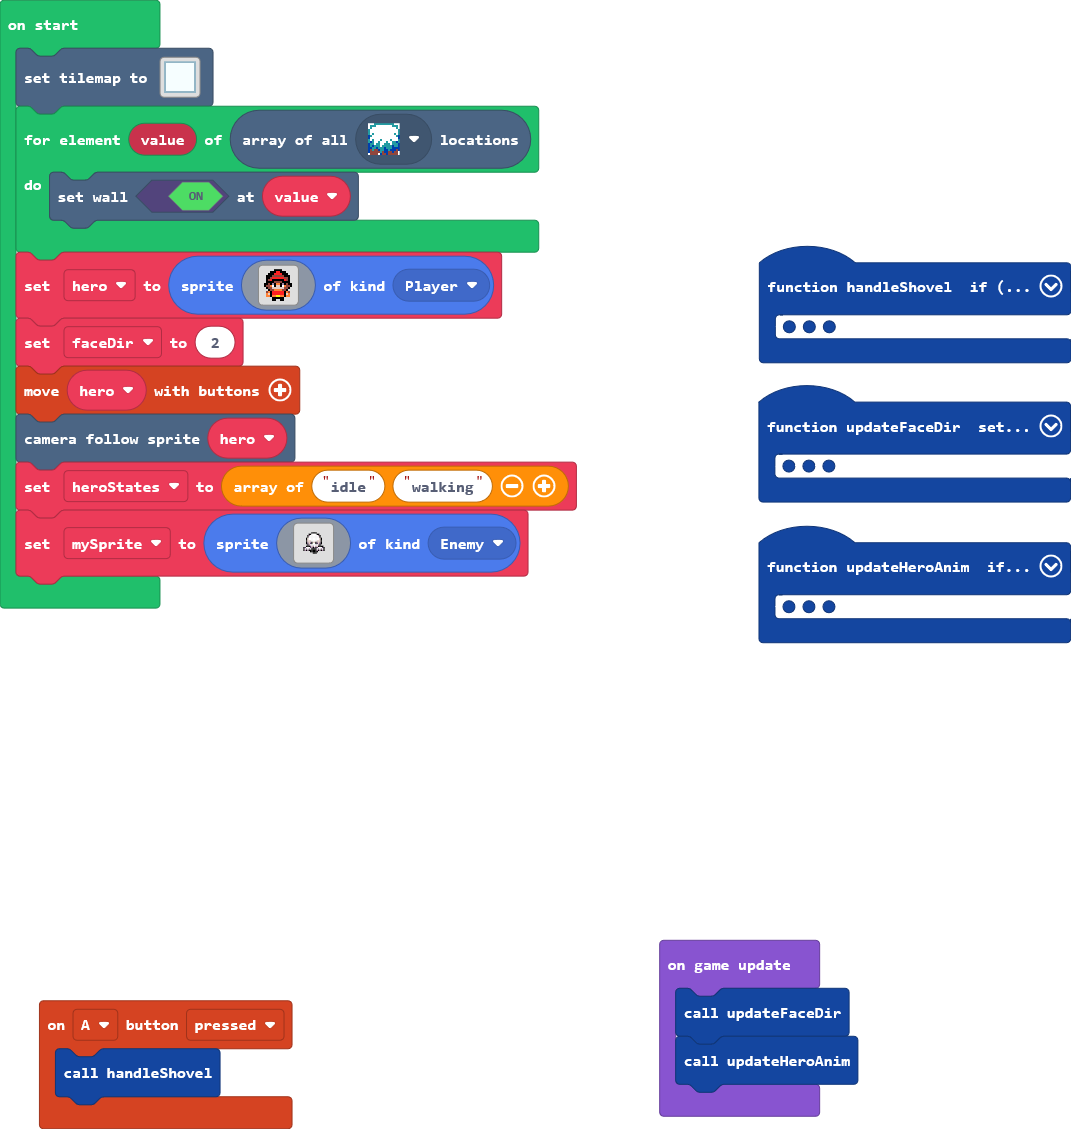 on start
set tilemap to
for element value of array of all locations
do set wall ON at value
set hero to sprite of kind Player
set faceDir to 2
move hero with buttons
camera follow sprite hero
set heroStates to array of "idle" "walking"
set mySprite to sprite of kind Enemy
function handleShovel if (...
function updateFaceDir set...
function updateHeroAnim if...
on A button pressed
call handleShovel
on game update
call updateFaceDir
call updateHeroAnim